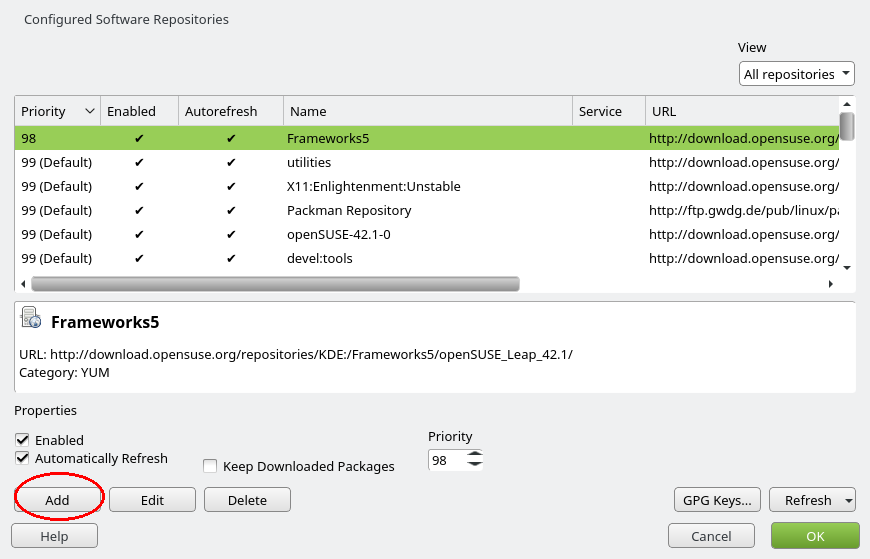 Configured Software Repositories
View
All repositories
Priority Enabled Autorefresh Name Service URL
98 ✔ ✔ Frameworks5 http://download.opensuse.org/
99 (Default) ✔ ✔ utilities http://download.opensuse.org/
99 (Default) ✔ ✔ X11:Enlightenment:Unstable http://download.opensuse.org/
99 (Default) ✔ ✔ Packman Repository http://ftp.gwdg.de/pub/linux/pa
99 (Default) ✔ ✔ openSUSE-42.1-0 http://download.opensuse.org/
99 (Default) ✔ ✔ devel:tools http://download.opensuse.org/
Frameworks5
URL: http://download.opensuse.org/repositories/KDE:/Frameworks5/openSUSE_Leap_42.1/
Category: YUM
Properties
Enabled
Automatically Refresh
Keep Downloaded Packages
Priority
98
Add Edit Delete GPG Keys... Refresh
Help Cancel OK